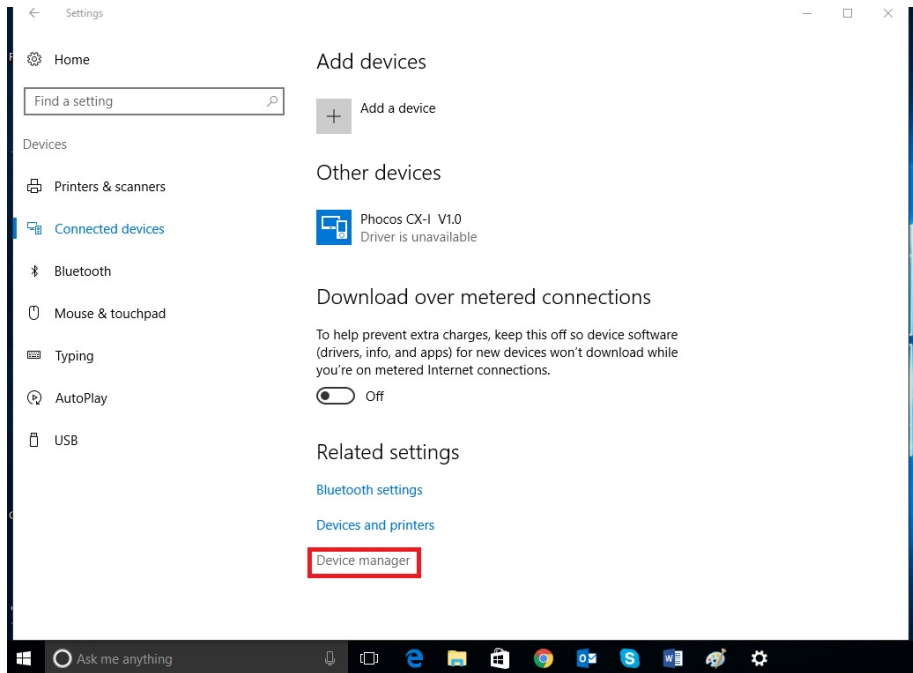 Settings
Home
Find a setting
Devices
Printers & scanners
Connected devices
Bluetooth
Mouse & touchpad
Typing
AutoPlay
USB
Add devices
Add a device
Other devices
Phocos CX-I V1.0
Driver is unavailable
Download over metered connections
To help prevent extra charges, keep this off so device software
(drivers, info, and apps) for new devices won't download while
you're on metered Internet connections.
Off
Related settings
Bluetooth settings
Devices and printers
Device manager
Ask me anything